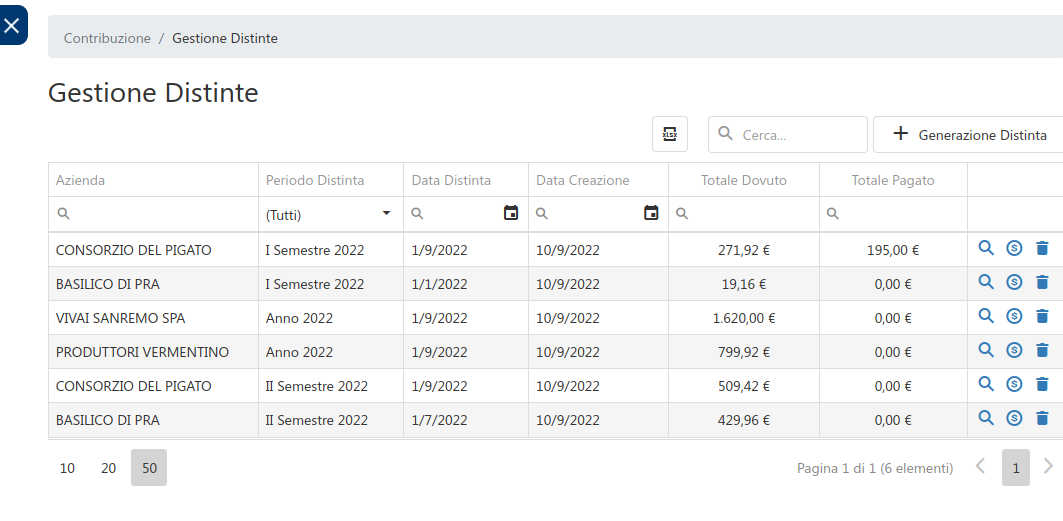 Contribuzione / Gestione Distinte
Gestione Distinte
xlsx Cerca... + Generazione Distinta
Azienda Periodo Distinta Data Distinta Data Creazione Totale Dovuto Totale Pagato
(Tutti)
CONSORZIO DEL PIGATO I Semestre 2022 1/9/2022 10/9/2022 271,92 € 195,00 €
BASILICO DI PRA I Semestre 2022 1/1/2022 10/9/2022 19,16 € 0,00 €
VIVAI SANREMO SPA Anno 2022 1/9/2022 10/9/2022 1.620,00 € 0,00 €
PRODUTTORI VERMENTINO Anno 2022 1/9/2022 10/9/2022 799,92 € 0,00 €
CONSORZIO DEL PIGATO II Semestre 2022 1/9/2022 10/9/2022 509,42 € 0,00 €
BASILICO DI PRA II Semestre 2022 1/7/2022 10/9/2022 429,96 € 0,00 €
10 20 50 Pagina 1 di 1 (6 elementi) 1